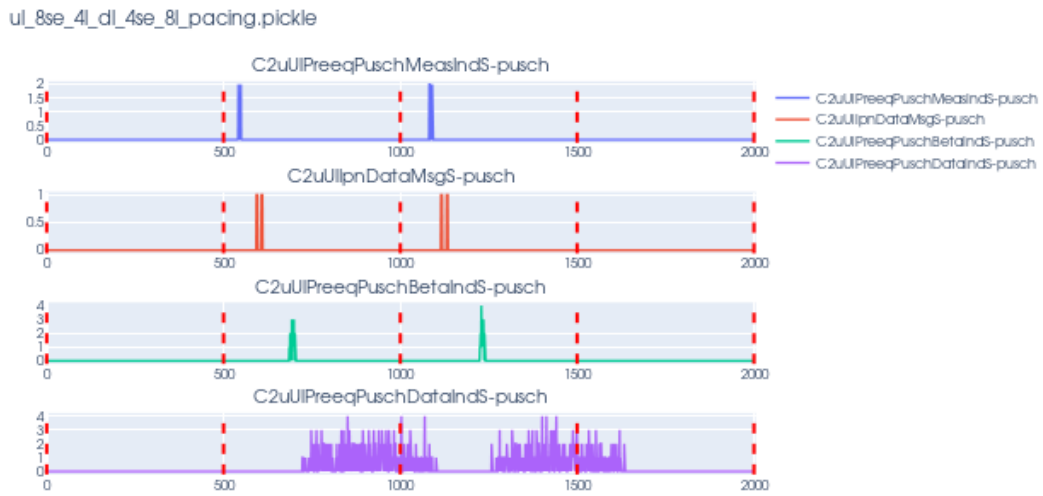 ul_8se_4l_dl_4se_8l_pacing.pickle
C2uUlPreeqPuschMeasIndS-pusch
2
1.5
1
0.5
0
0 500 1000 1500 2000
C2uUlPreeqPuschMeasIndS-pusch
C2uUlIpnDataMsgS-pusch
C2uUlPreeqPuschBetaIndS-pusch
C2uUlPreeqPuschDataIndS-pusch
C2uUlIpnDataMsgS-pusch
1
0.5
0
0 500 1000 1500 2000
C2uUlPreeqPuschBetaIndS-pusch
4
3
2
1
0
0 500 1000 1500 2000
C2uUlPreeqPuschDataIndS-pusch
4
3
2
1
0
0 500 1000 1500 2000